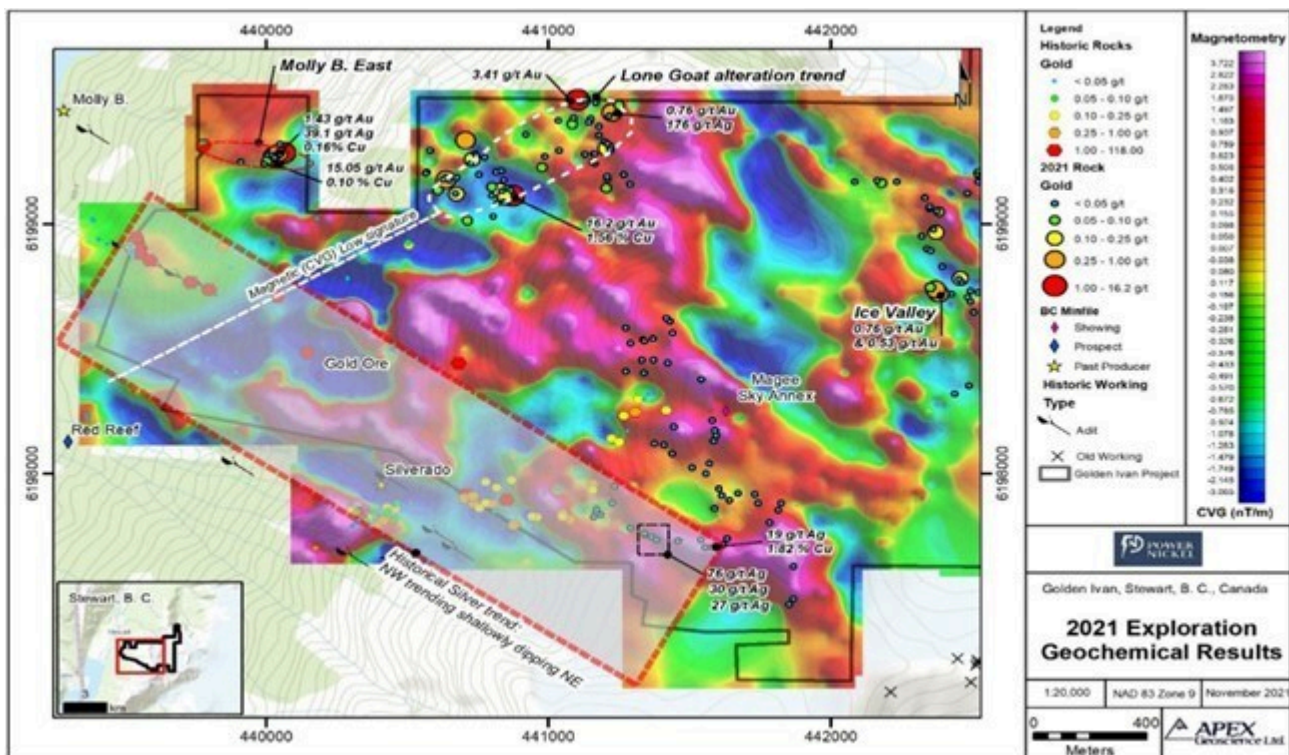 440000
441000
442000
6199000
6198000
Molly B. East
Molly B.
1.43 g/t Au
39.1 g/t Ag
0.16% Cu
15.05 g/t Au
0.10 % Cu
3.41 g/t Au
Lone Goat alteration trend
0.76 g/t Au
176 g/t Ag
16.2 g/t Au
1.56 % Cu
Magnetic (CVG) Low signature
Ice Valley
0.76 g/t Au
& 0.53 g/t Au
Gold Ore
Magee
Sky Annex
Red Reef
Silverado
19 g/t Ag
1.82 % Cu
76 g/t Ag
30 g/t Ag
27 g/t Ag
Historical Silver trend:
NW trending shallowly dipping NE
Stewart, B. C.
3
kms
6199000
6198000
440000
441000
442000
Legend
Historic Rocks
Gold
< 0.05 g/t
0.05 - 0.10 g/t
0.10 - 0.25 g/t
0.25 - 1.00 g/t
1.00 - 118.00
2021 Rock
Gold
<0.05 g/t
0.05 - 0.10 g/t
0.10 - 0.25 g/t
0.25 - 1.00 g/t
1.00 - 16.2 g/t
BC Minfile
Showing
Prospect
Past Producer
Historic Working
Type
Adit
Old Working
Golden Ivan Project
Magnetometry
CVG (nT/m)
POWER
NICKEL
Golden Ivan, Stewart, B. C., Canada
2021 Exploration
Geochemical Results
1:20,000
NAD 83 Zone 9
November 2021
0
400
Meters
APEX
Geoscience Ltd.